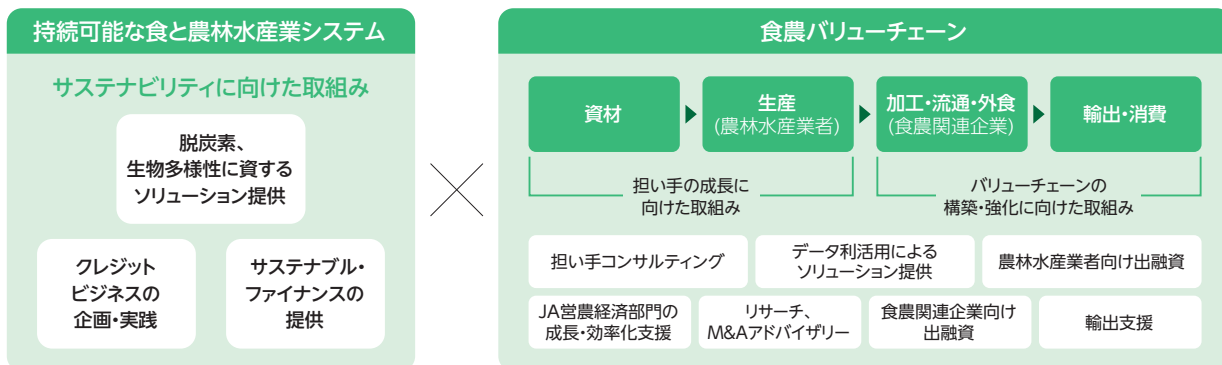 持続可能な食と農林水産業システム
サステナビリティに向けた取組み
脱炭素、
生物多様性に資する
ソリューション提供
クレジット
ビジネスの
企画・実践
サステナブル・
ファイナンスの
提供
食農バリューチェーン
資材
生産
(農林水産業者)
加工・流通・外食
(食農関連企業)
輸出・消費
担い手の成長に
向けた取組み
バリューチェーンの
構築・強化に向けた取組み
担い手コンサルティング
データ利活用による
ソリューション提供
農林水産業者向け出融資
JA営農経済部門の
成長・効率化支援
リサーチ、
M&Aアドバイザリー
食農関連企業向け
出融資
輸出支援